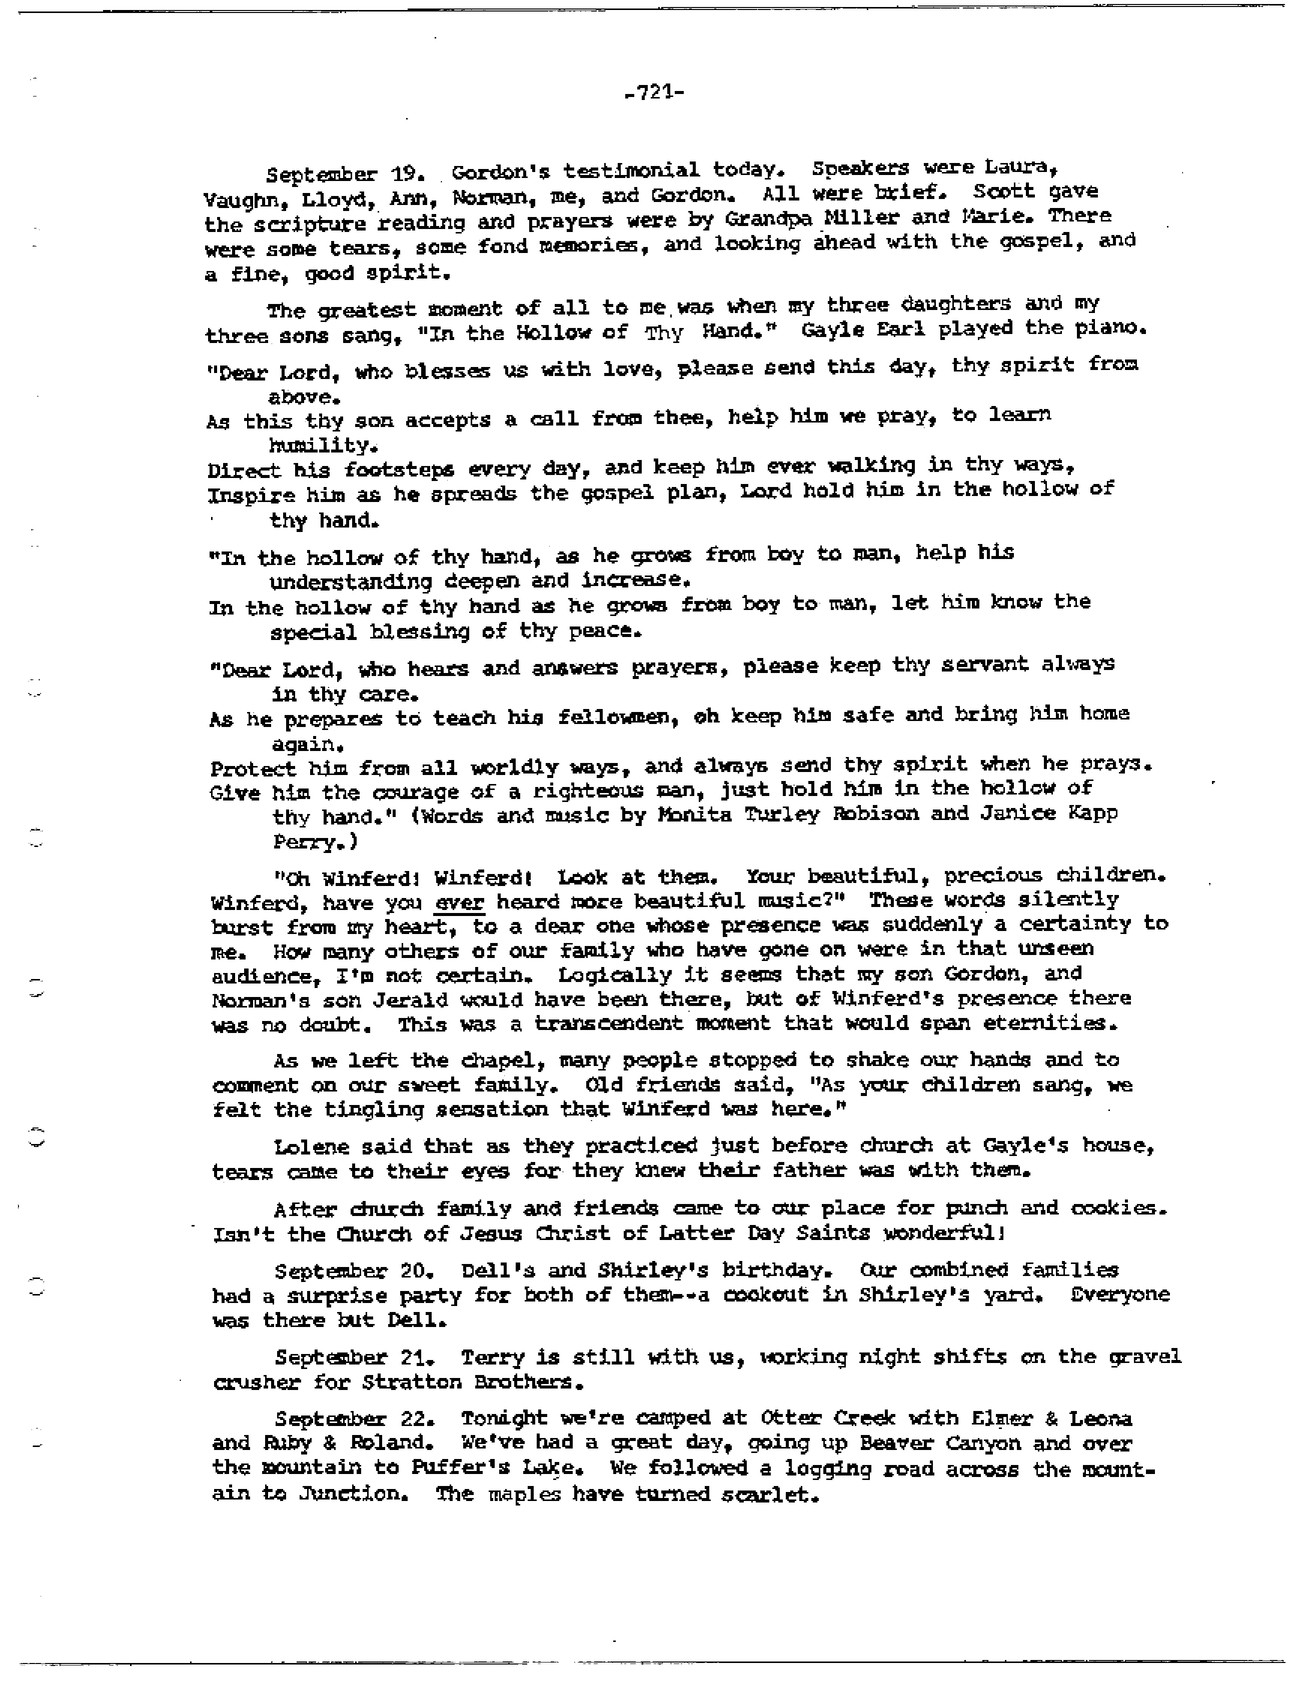 -721-
September 19. Gordon's testimonial today. Speakers were Laura,
Vaughn, Lloyd, Ann, Norman, me, and Gordon. All were brief. Scott gave
the scripture reading and prayers were by Grandpa Miller and Marie. There
were some tears, some fond memories, and looking ahead with the gospel, and
a fine, good spirit.
The greatest moment of all to me was when my three daughters and my
three sons sang, "In the Hollow of Thy Hand." Gayle Earl played the piano.
"Dear Lord, who blesses us with love, please send this day, thy spirit from
above.
As this thy son accepts a call from thee, help him we pray, to learn
humility.
Direct his footsteps every day, and keep him ever walking in thy ways,
Inspire him as he spreads the gospel plan, Lord hold him in the hollow of
thy hand.
"In the hollow of thy hand, as he grows from boy to man, help his
understanding deepen and increase.
In the hollow of thy hand as he grows from boy to man, let him know the
special blessing of thy peace.
"Dear Lord, who hears and answers prayers, please keep thy servant always
in thy care.
As he prepares to teach his fellowmen, oh keep him safe and bring him home
again.
Protect him from all worldly ways, and always send thy spirit when he prays.
Give him the courage of a righteous man, just hold him in the hollow of
thy hand." (Words and music by Monita Turley Robison and Janice Kapp
Perry.)
"Oh Winferd! Winferd! Look at them. Your beautiful, precious children.
Winferd, have you ever heard more beautiful music?" These words silently
burst from my heart, to a dear one whose presence was suddenly a certainty to
me. How many others of our family who have gone on were in that unseen
audience, I'm not certain. Logically it seems that my son Gordon, and
Norman's son Jerald would have been there, but of Winferd's presence there
was no doubt. This was a transcendent moment that would span eternities.
As we left the chapel, many people stopped to shake our hands and to
comment on our sweet family. Old friends said, "As your children sang, we
felt the tingling sensation that Winferd was here."
Lolene said that as they practiced just before church at Gayle's house,
tears came to their eyes for they knew their father was with them.
After church family and friends came to our place for punch and cookies.
Isn't the Church of Jesus Christ of Latter Day Saints wonderful!
September 20. Dell's and Shirley's birthday. Our combined families
had a surprise party for both of them--a cookout in Shirley's yard. Everyone
was there but Dell.
September 21. Terry is still with us, working night shifts on the gravel
crusher for Stratton Brothers.
September 22. Tonight we're camped at Otter Creek with Elmer & Leona
and Ruby & Roland. We've had a great day, going up Beaver Canyon and over
the mountain to Puffer's Lake. We followed a logging road across the mount-
ain to Junction. The maples have turned scarlet.